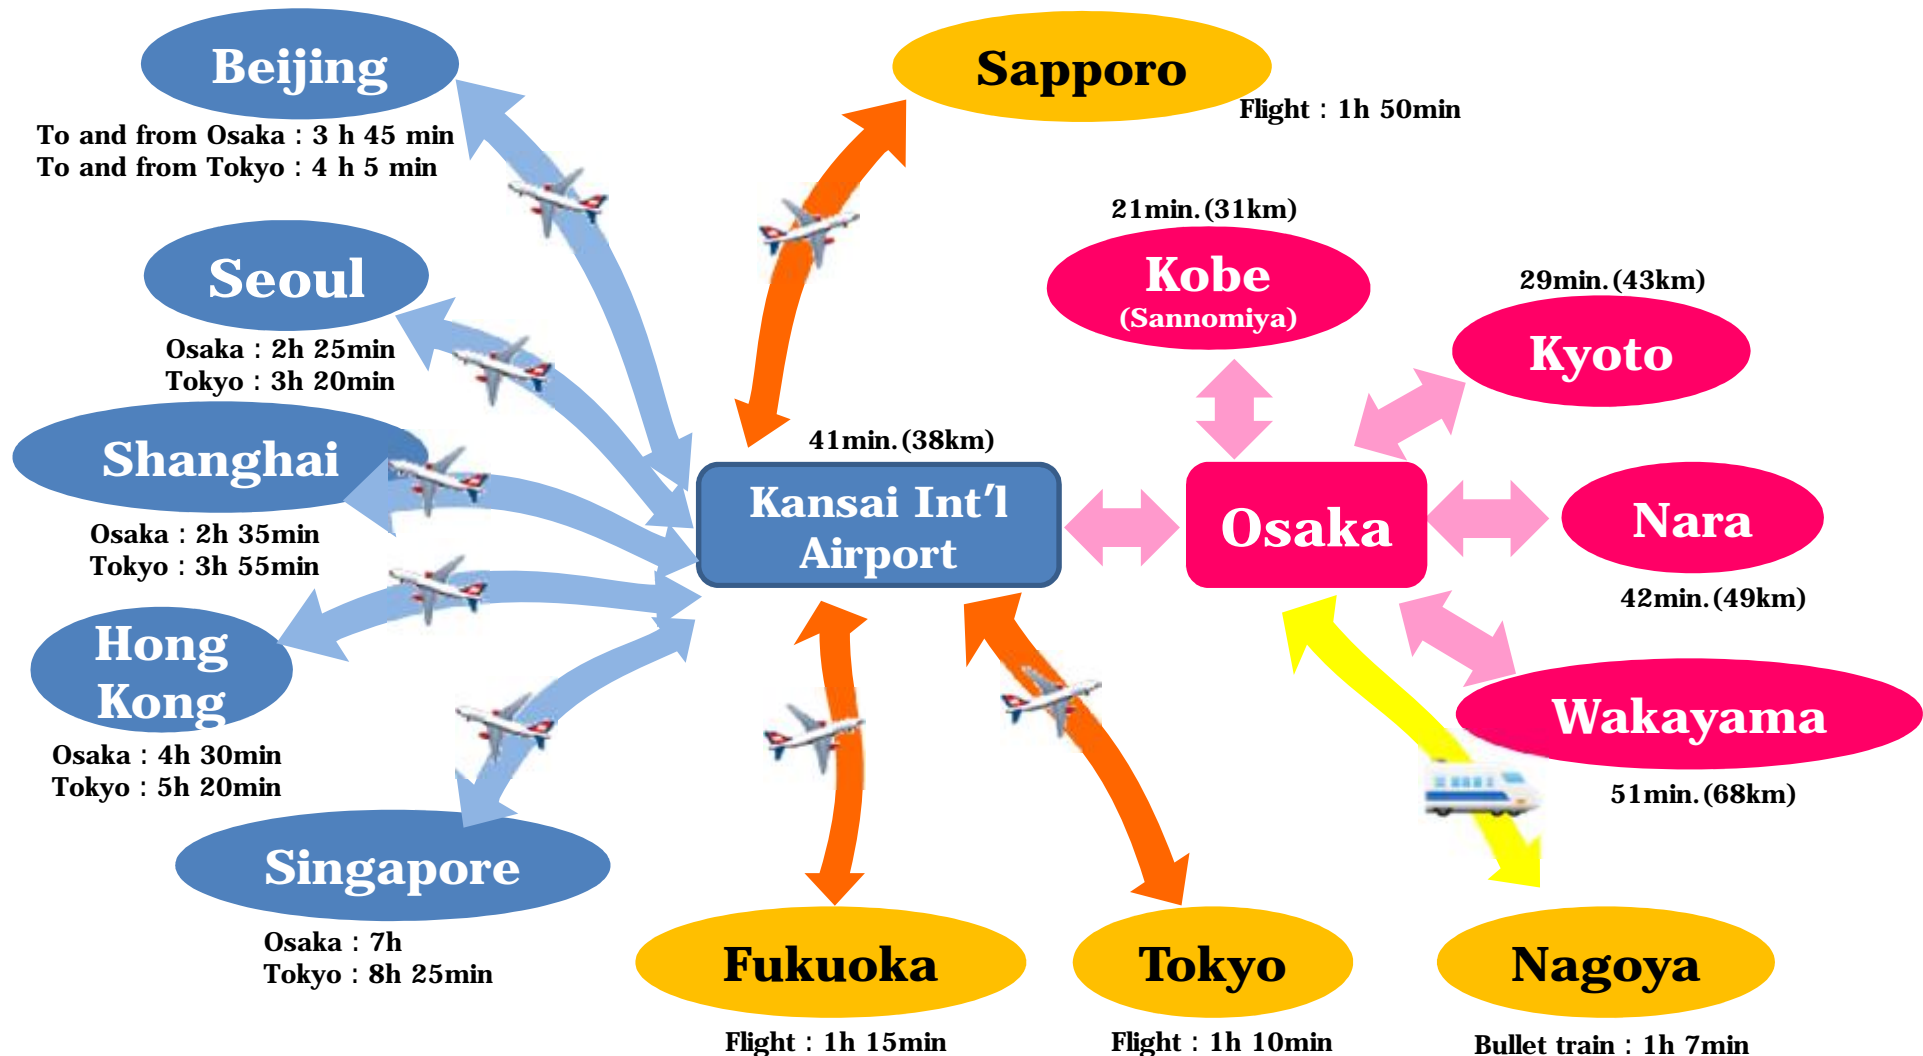 Beijing
To and from Osaka : 3 h 45 min
To and from Tokyo : 4 h 5 min
Seoul
Osaka : 2h 25min
Tokyo : 3h 20min
Shanghai
Osaka : 2h 35min
Tokyo : 3h 55min
Hong
Kong
Osaka : 4h 30min
Tokyo : 5h 20min
Singapore
Osaka : 7h
Tokyo : 8h 25min
Sapporo
Flight : 1h 50min
41min.(38km)
Kansai Int'l
Airport
Fukuoka
Flight : 1h 15min
Tokyo
Flight : 1h 10min
21min.(31km)
Kobe
(Sannomiya)
29min.(43km)
Kyoto
Osaka
Nara
42min.(49km)
Wakayama
51min.(68km)
Nagoya
Bullet train : 1h 7min